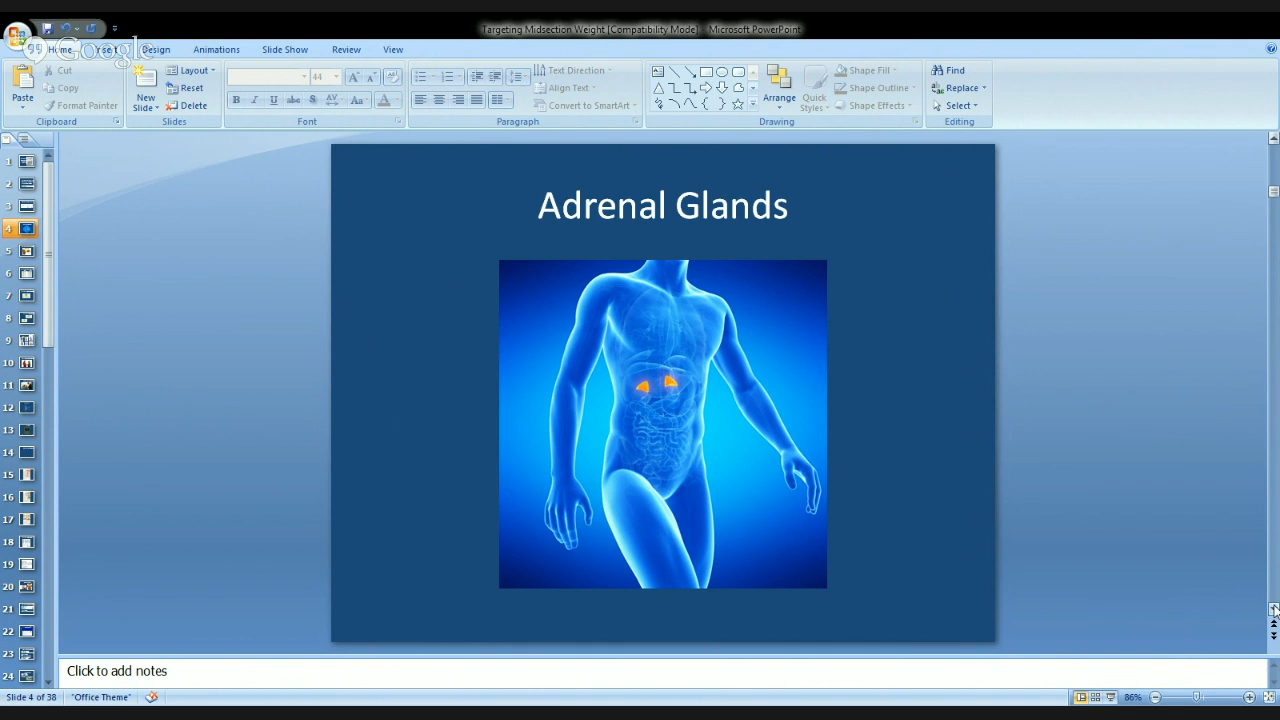 Targeting Midsection Weight [Compatibility Mode] - Microsoft PowerPoint
Google
Home Insert Design Animations Slide Show Review View
Cut
Copy
Format Painter
Paste
Clipboard
New Slide
Layout
Reset
Delete
Slides
44
Font
Text Direction
Align Text
Convert to SmartArt
Paragraph
Arrange
Quick Styles
Shape Fill
Shape Outline
Shape Effects
Drawing
Find
Replace
Select
Editing
1
2
3
4
5
6
7
8
9
10
11
12
13
14
15
16
17
18
19
20
21
22
23
24
Adrenal Glands
Click to add notes
Slide 4 of 38 "Office Theme" 86%